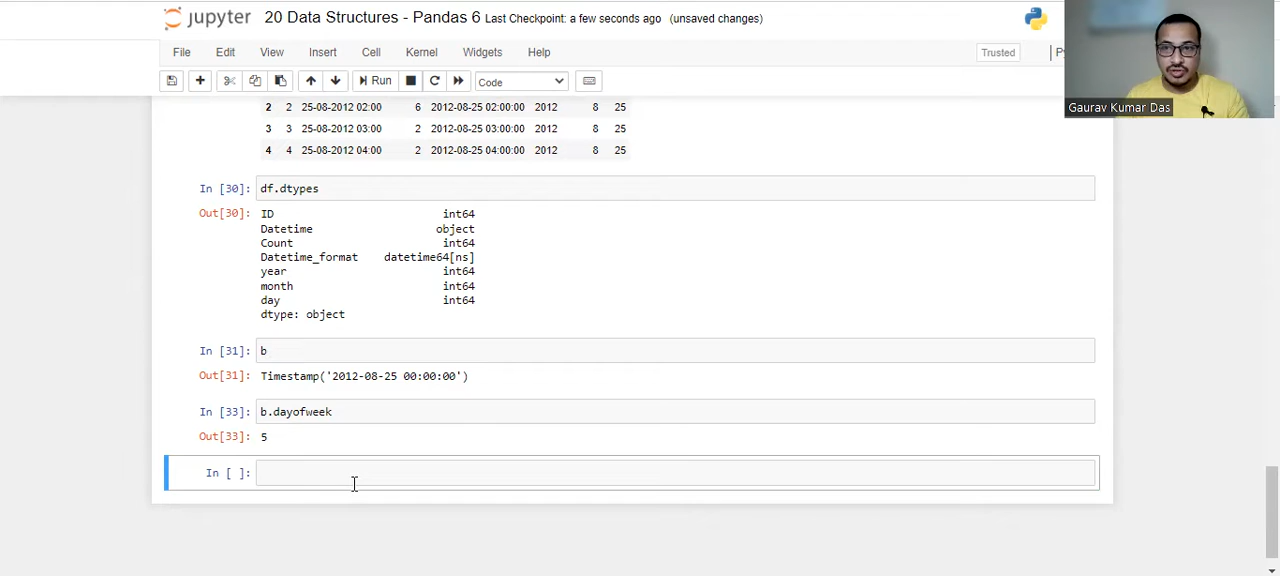 jupyter 20 Data Structures - Pandas 6 Last Checkpoint: a few seconds ago (unsaved changes)
File Edit View Insert Cell Kernel Widgets Help Trusted
Run Code
2 2 25-08-2012 02:00 6 2012-08-25 02:00:00 2012 8 25
3 3 25-08-2012 03:00 2 2012-08-25 03:00:00 2012 8 25
4 4 25-08-2012 04:00 2 2012-08-25 04:00:00 2012 8 25
Gaurav Kumar Das
In [30]: df.dtypes
Out[30]: ID int64
Datetime object
Count int64
Datetime_format datetime64[ns]
year int64
month int64
day int64
dtype: object
In [31]: b
Out[31]: Timestamp('2012-08-25 00:00:00')
In [33]: b.dayofweek
Out[33]: 5
In [ ]: